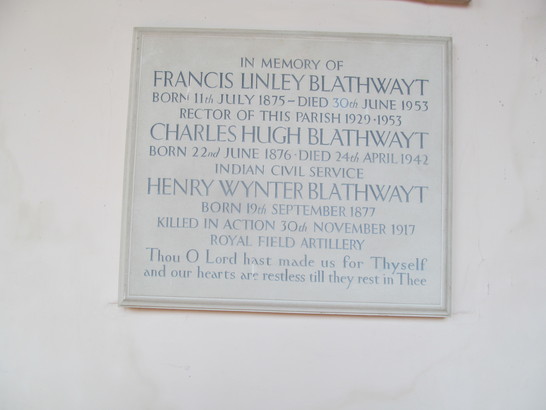 IN MEMORY OF
FRANCIS LINLEY BLATHWAYT
BORN 11th JULY 1875 – DIED 30th JUNE 1953
RECTOR OF THIS PARISH 1929·1953
CHARLES HUGH BLATHWAYT
BORN 22nd JUNE 1876 · DIED 24th APRIL 1942
INDIAN CIVIL SERVICE
HENRY WYNTER BLATHWAYT
BORN 19th SEPTEMBER 1877
KILLED IN ACTION 30th NOVEMBER 1917
ROYAL FIELD ARTILLERY
Thou O Lord hast made us for Thyself
and our hearts are restless till they rest in Thee